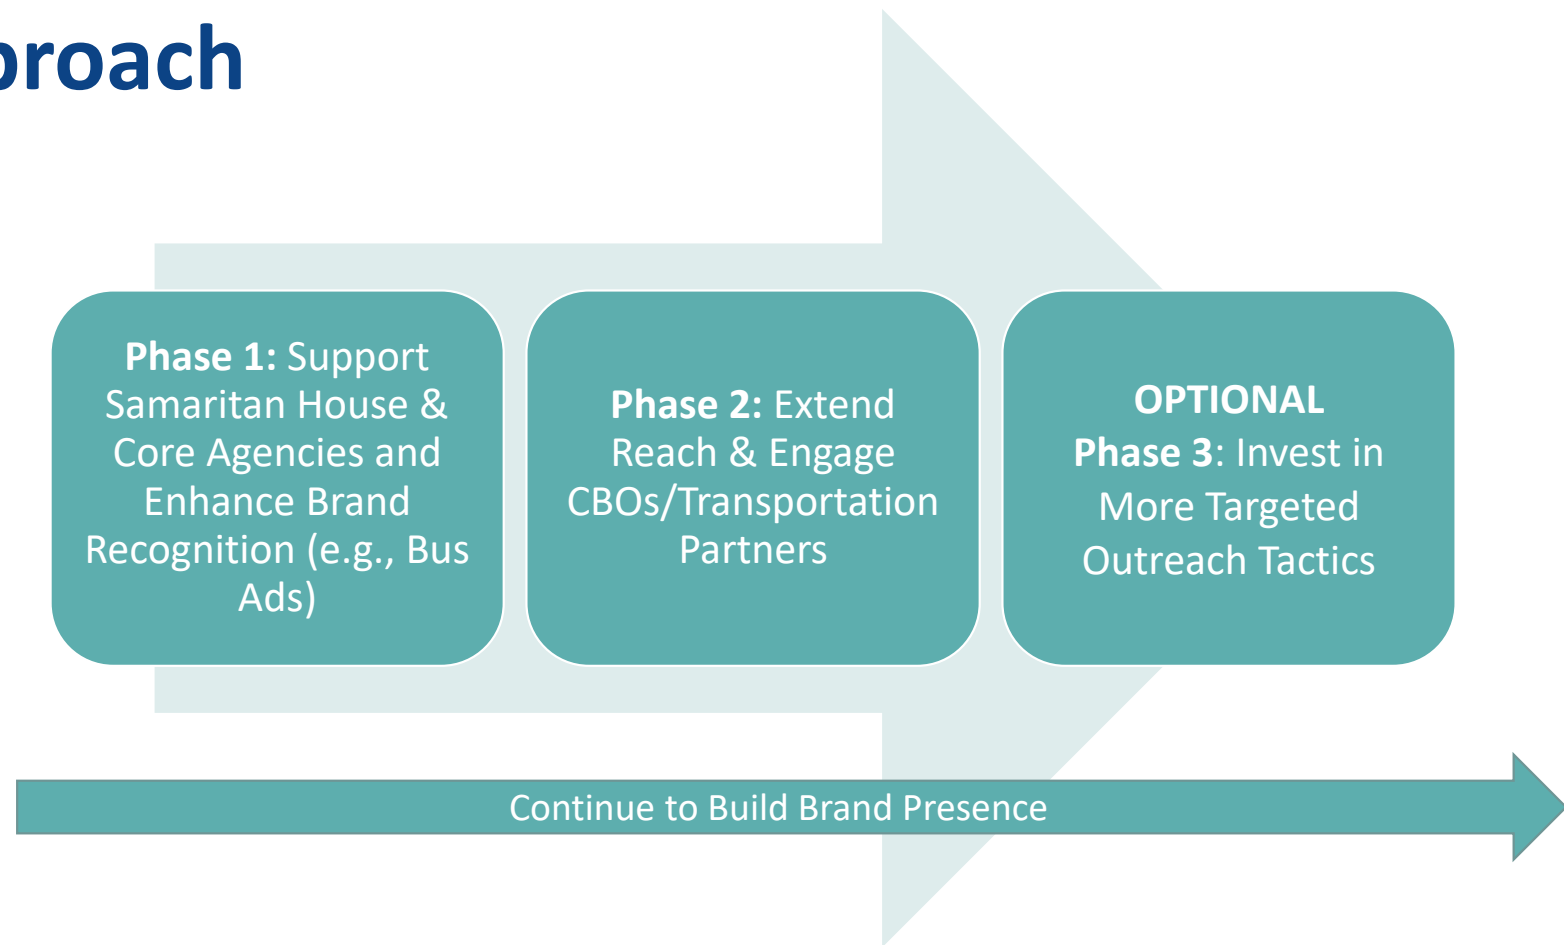 proach
Phase 1: Support
Samaritan House &
Core Agencies and
Enhance Brand
Recognition (e.g., Bus
Ads)
Phase 2: Extend
Reach & Engage
CBOs/Transportation
Partners
OPTIONAL
Phase 3: Invest in
More Targeted
Outreach Tactics
Continue to Build Brand Presence